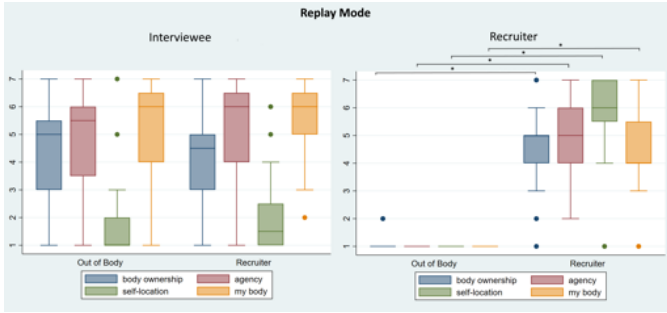 Replay Mode
Interviewee
Recruiter
* * * *
7 7
6 6
5 5
4 4
3 3
2 2
1 1
Out of Body Recruiter Out of Body Recruiter
body ownership agency body ownership agency
self-location my body self-location my body